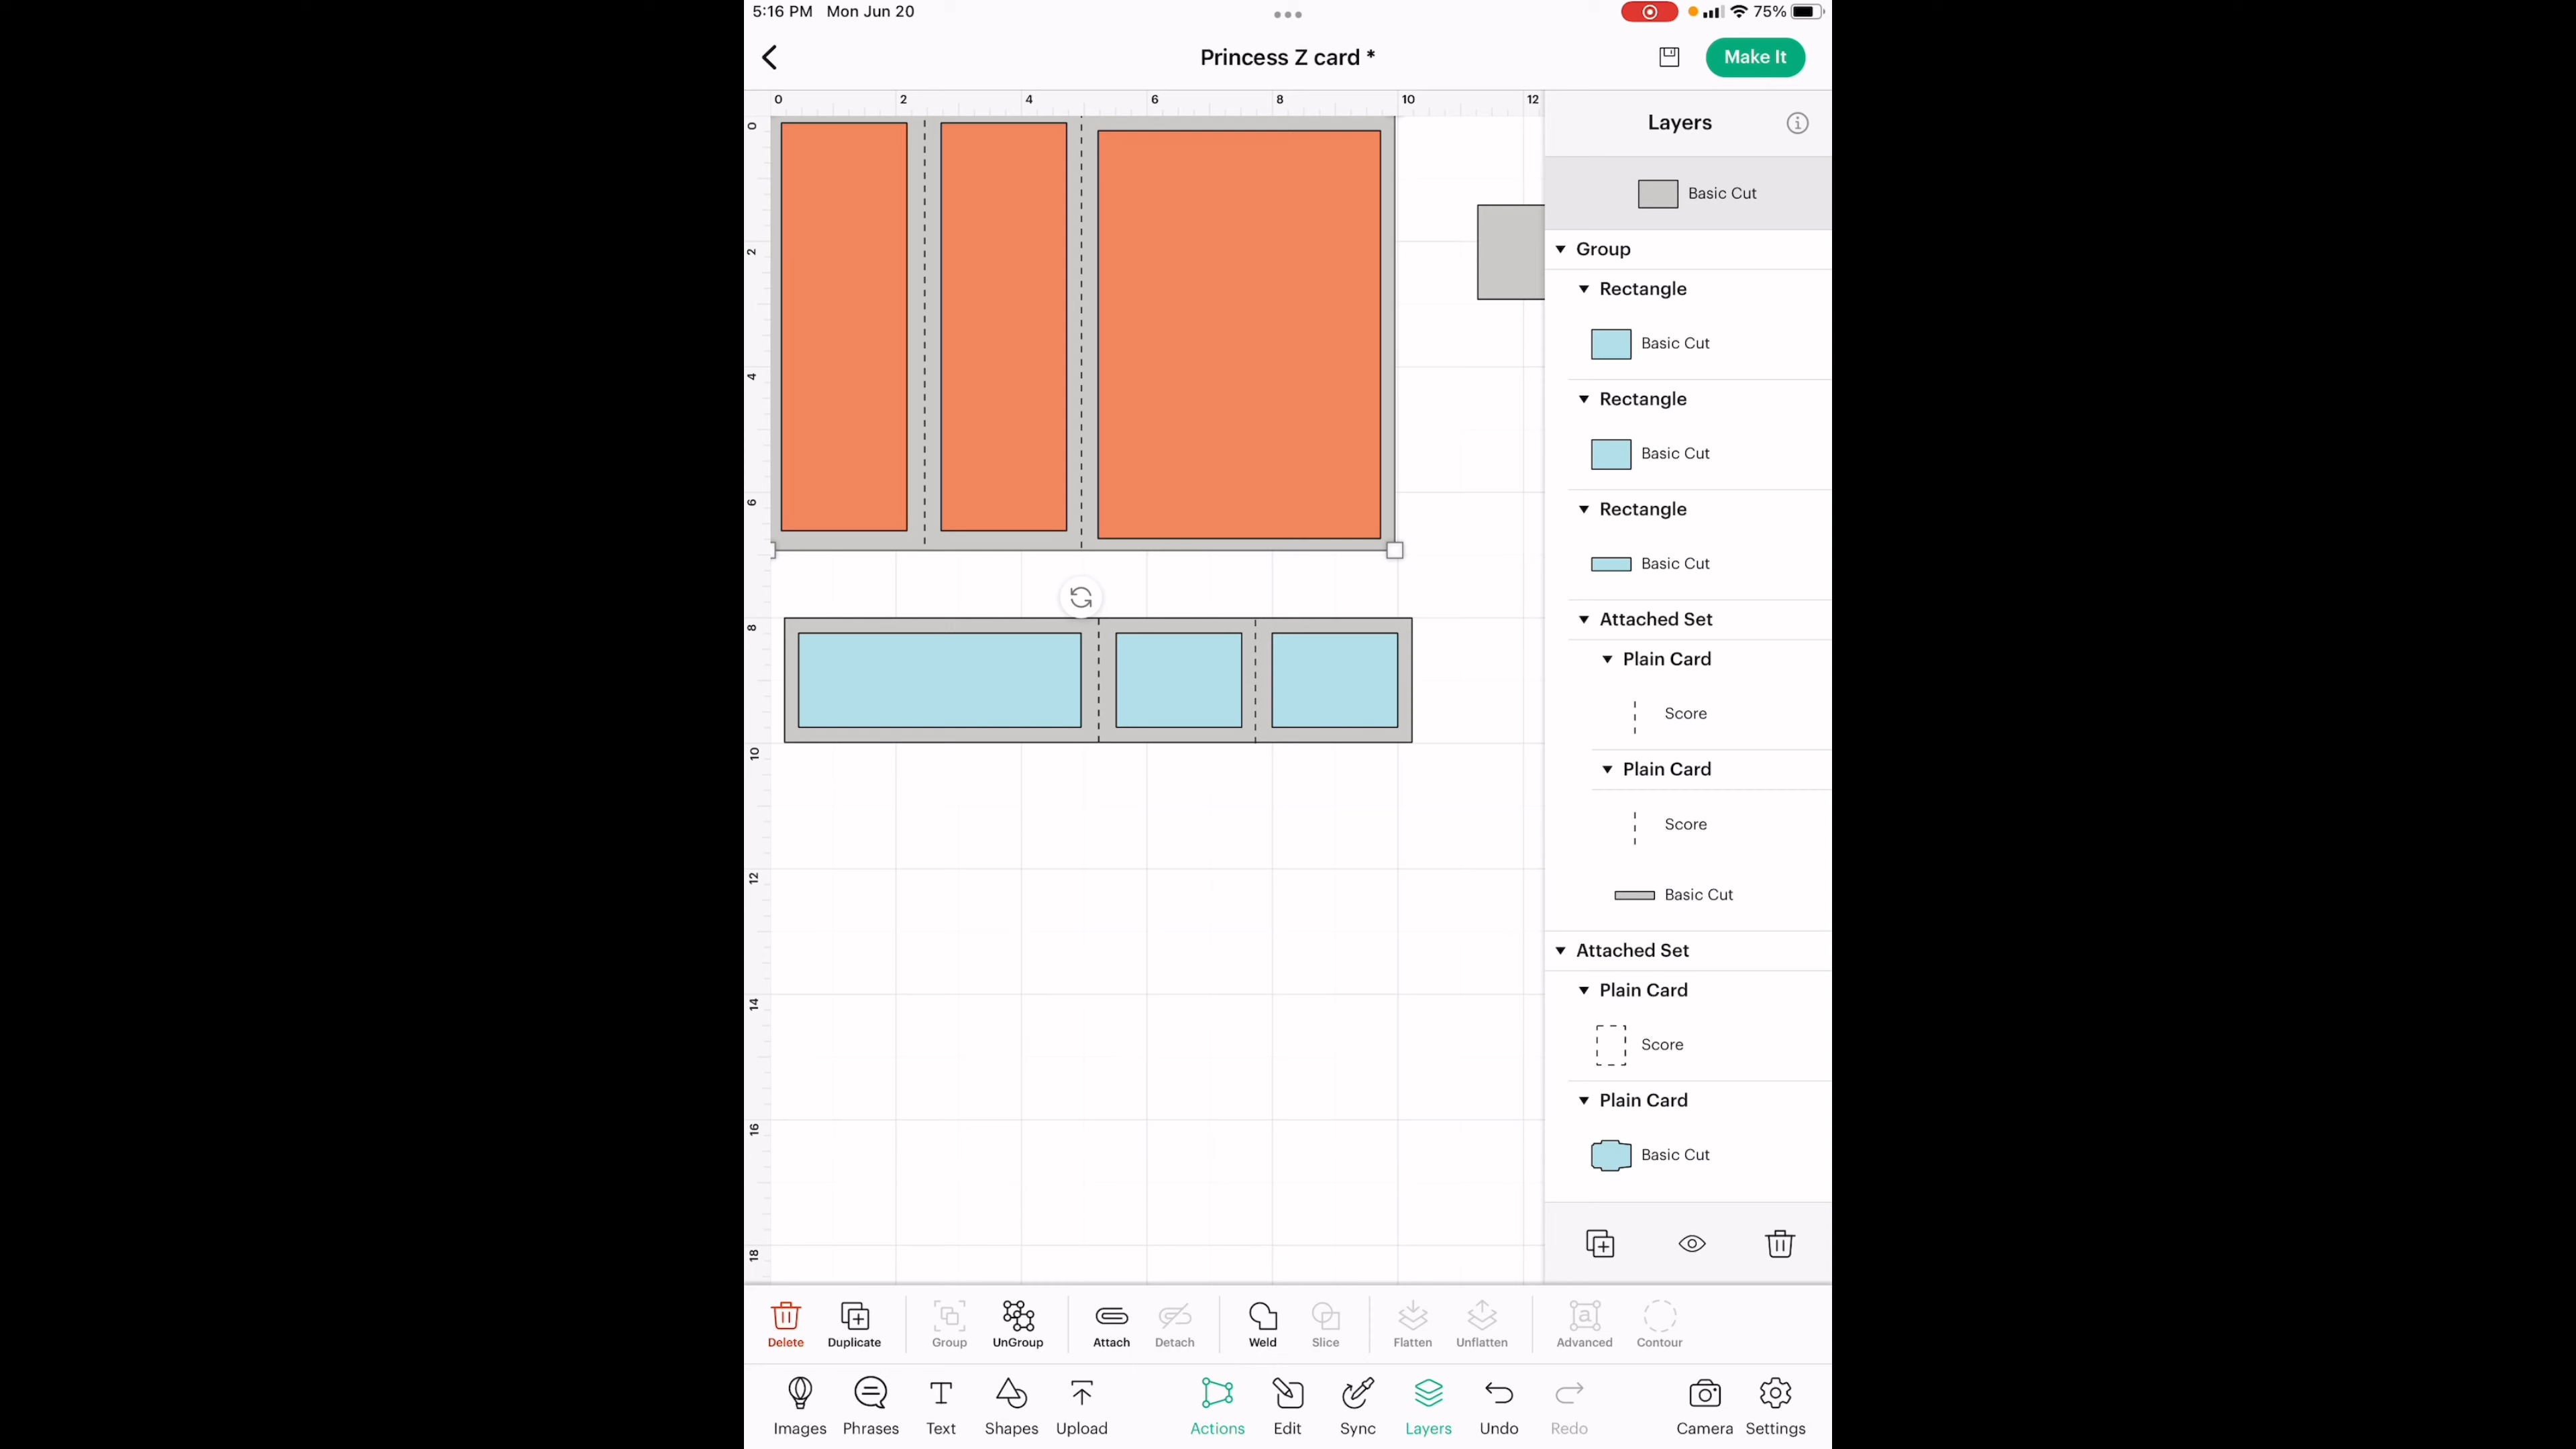 5:16 PM Mon Jun 20
75%
Princess Z card *
Make It
0 2 4 6 8 10 12
0
2
4
6
8
10
12
14
16
18
Layers
Basic Cut
Group
Rectangle
Basic Cut
Rectangle
Basic Cut
Rectangle
Basic Cut
Attached Set
Plain Card
Score
Plain Card
Score
Basic Cut
Attached Set
Plain Card
Score
Plain Card
Basic Cut
Delete Duplicate Group UnGroup Attach Detach Weld Slice Flatten Unflatten Advanced Contour
Images Phrases Text Shapes Upload Actions Edit Sync Layers Undo Redo Camera Settings